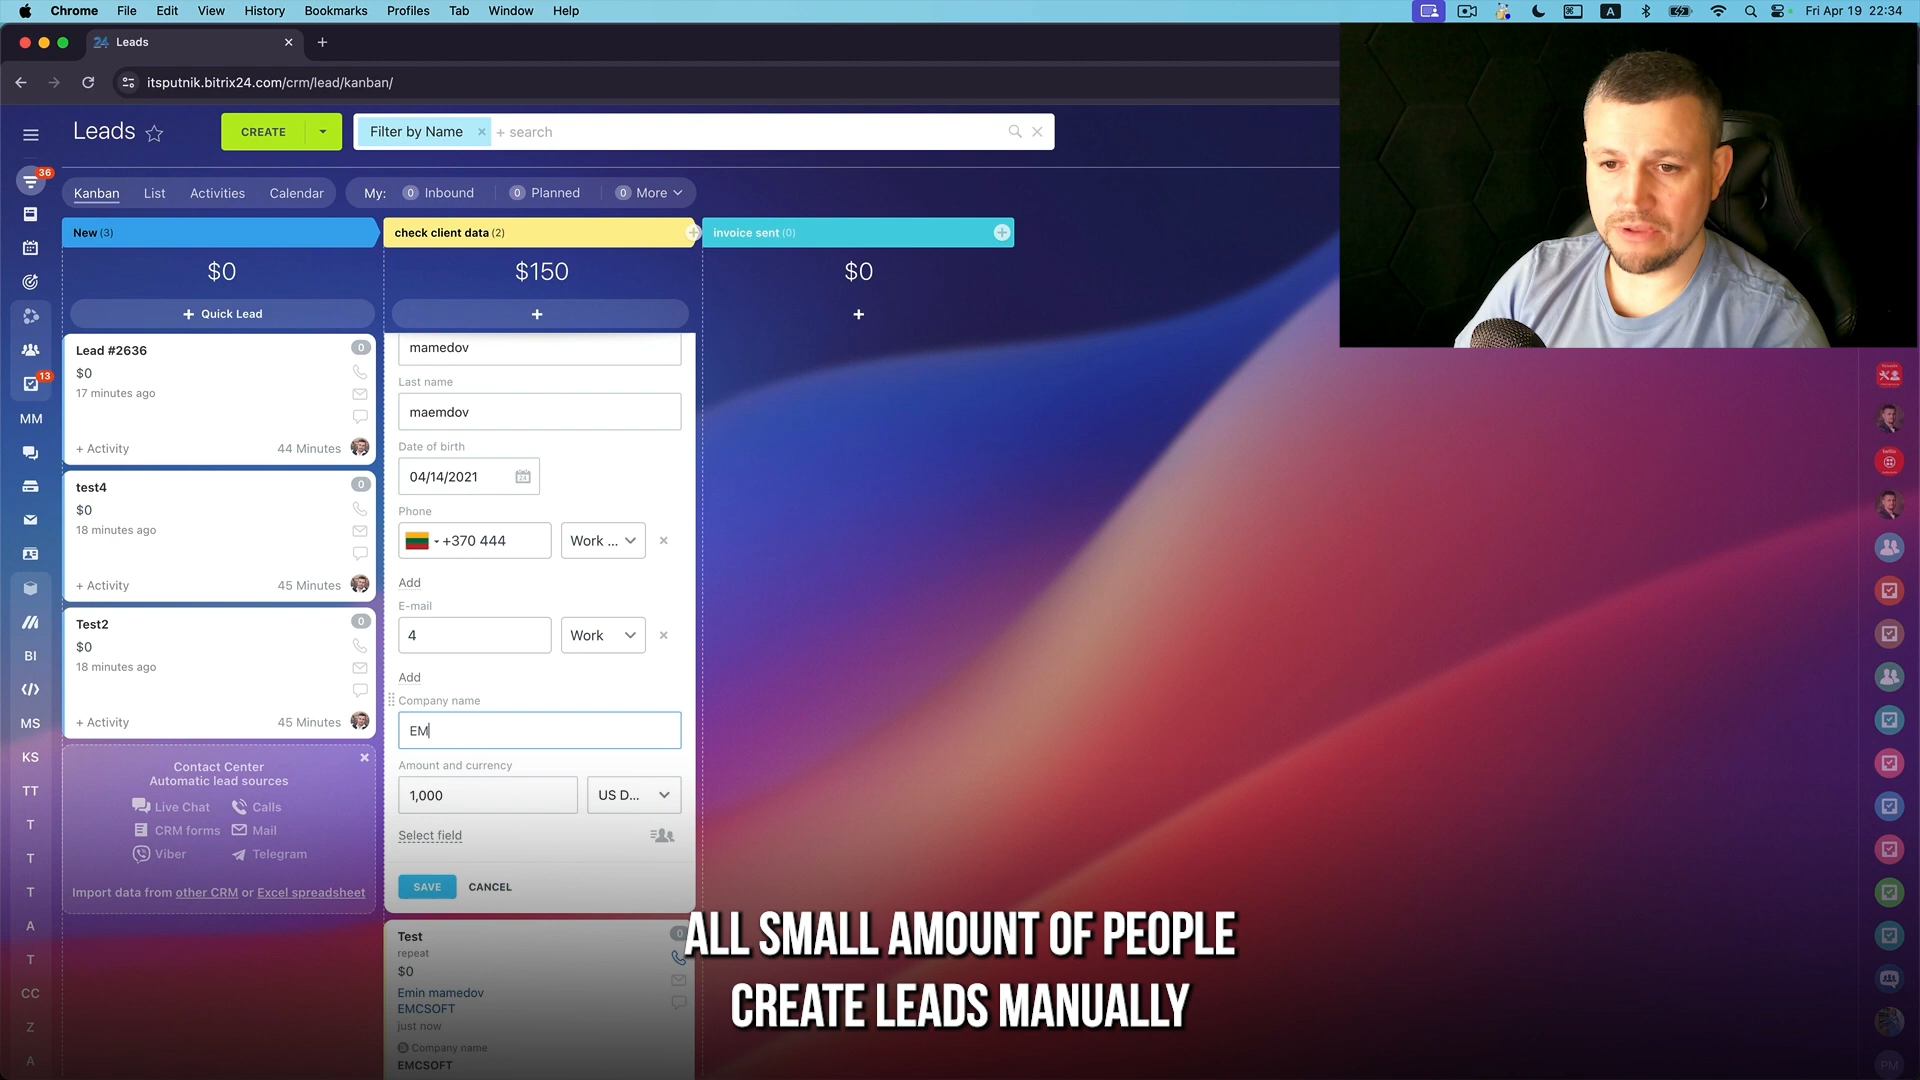 Chrome File Edit View History Bookmarks Profiles Tab Window Help
A Fri Apr 19 22:34
24 Leads
itsputnik.bitrix24.com/crm/lead/kanban/
Leads CREATE Filter by Name + search
36
Kanban List Activities Calendar My: 0 Inbound 0 Planned 0 More
New (3)
check client data (2)
invoice sent (0)
$0
$150
$0
+ Quick Lead
+
+
Lead #2636
0
$0
17 minutes ago
+ Activity 44 Minutes
test4
0
$0
18 minutes ago
+ Activity 45 Minutes
Test2
0
$0
18 minutes ago
+ Activity 45 Minutes
Contact Center
Automatic lead sources
Live Chat Calls
CRM forms Mail
Viber Telegram
Import data from other CRM or Excel spreadsheet
mamedov
Last name
maemdov
Date of birth
04/14/2021
24
Phone
+370 444 Work ...
Add
E-mail
4 Work
Add
Company name
EM
Amount and currency
1,000 US D...
Select field
SAVE CANCEL
Test
0
repeat
$0
Emin mamedov
EMCSOFT
just now
Company name
EMCSOFT
13
MM
BI
MS
KS
TT
T
T
T
A
T
CC
Z
A
PM
ALL SMALL AMOUNT OF PEOPLE
CREATE LEADS MANUALLY